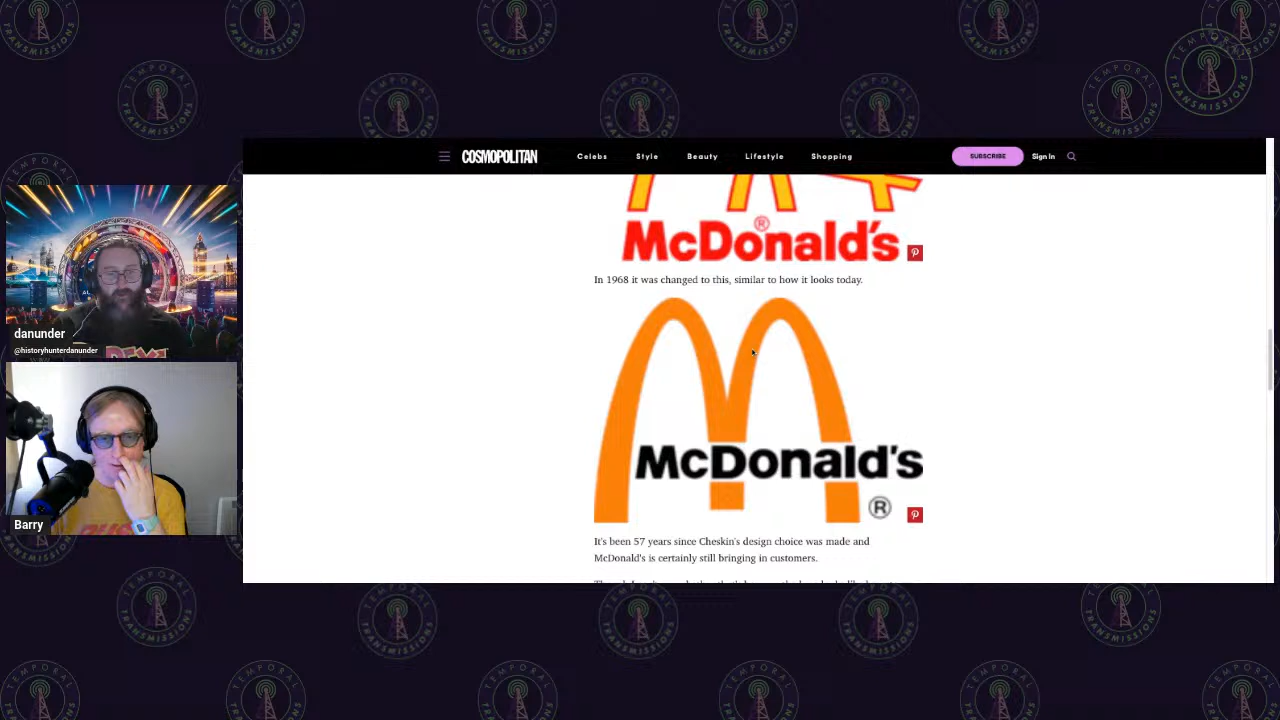 COSMOPOLITAN
Celebs Style Beauty Lifestyle Shopping
SUBSCRIBE
Sign In
McDonald's
®
In 1968 it was changed to this, similar to how it looks today.
McDonald's
®
It's been 57 years since Cheskin's design choice was made and
McDonald's is certainly still bringing in customers.
danunder
@historyhunterdanunder
Barry
TEMPORAL
TRANSMISSIONS